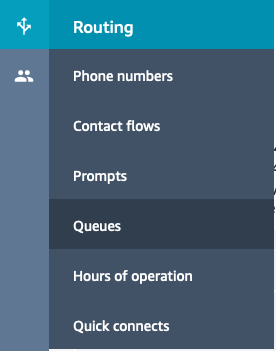 Routing
Phone numbers
Contact flows
Prompts
Queues
Hours of operation
Quick connects